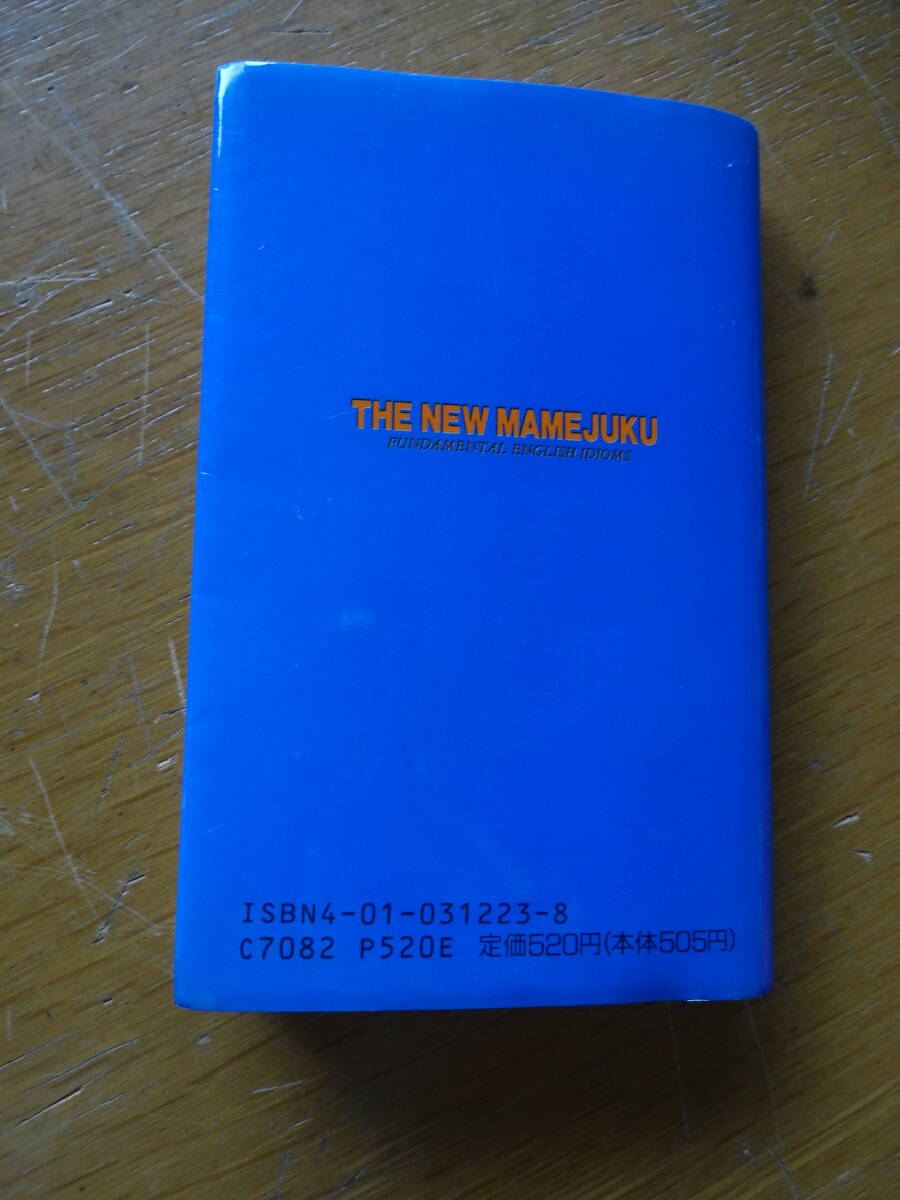 THE NEW MAMEJUKU
FUNDAMENTAL ENGLISH IDIOMS
ISBN4-01-031223-8
C7082 P520E 定価520円(本体505円)